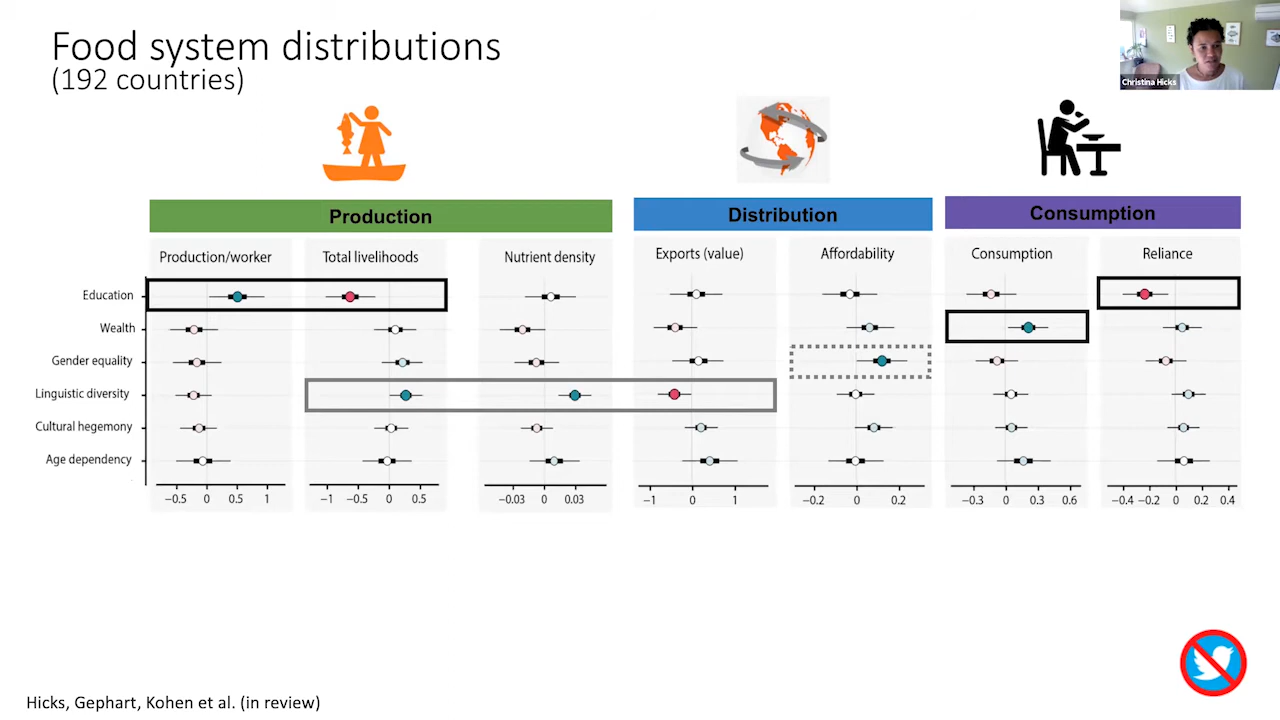 Food system distributions
(192 countries)
Christina Hicks
Production
Distribution
Consumption
Production/worker
Total livelihoods
Nutrient density
Exports (value)
Affordability
Consumption
Reliance
Education
Wealth
Gender equality
Linguistic diversity
Cultural hegemony
Age dependency
−0.5 0 0.5 1
−1 −0.5 0 0.5
−0.03 0 0.03
−1 0 1
−0.2 0 0.2
−0.3 0 0.3 0.6
−0.4 −0.2 0 0.2 0.4
Hicks, Gephart, Kohen et al. (in review)